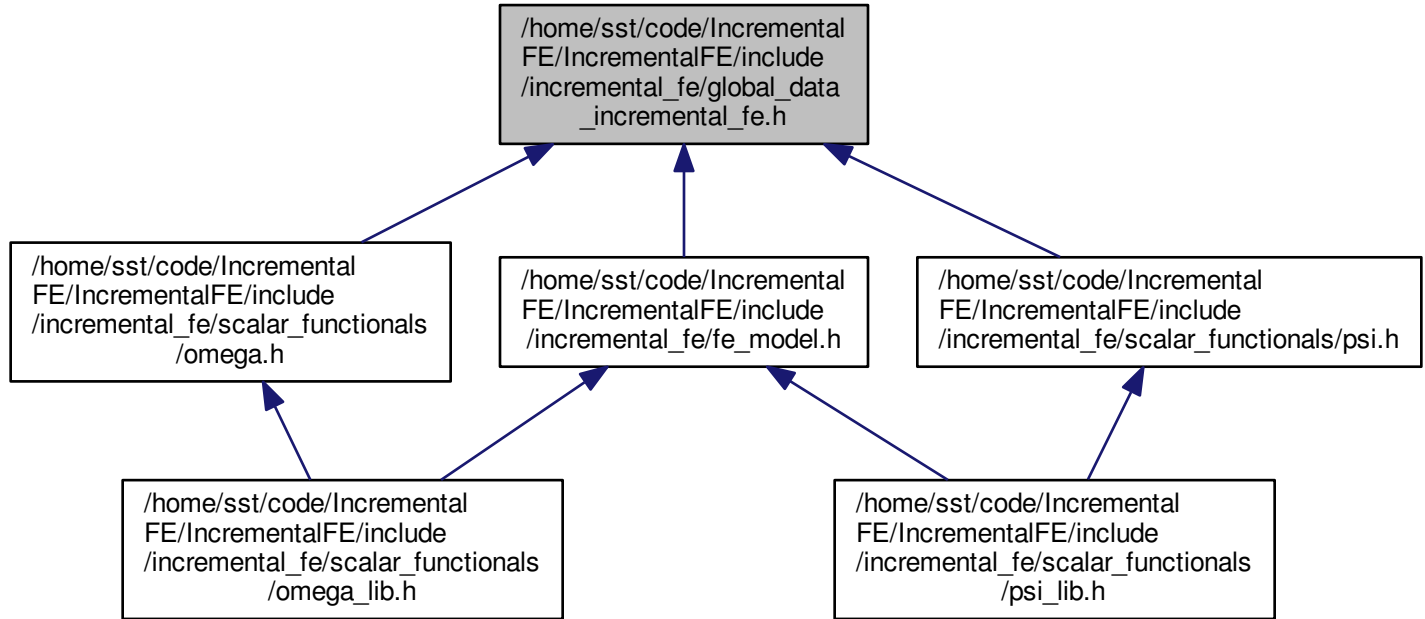 /home/sst/code/Incremental
FE/IncrementalFE/include
/incremental_fe/global_data
_incremental_fe.h
/home/sst/code/Incremental
FE/IncrementalFE/include
/incremental_fe/scalar_functionals
/omega.h
/home/sst/code/Incremental
FE/IncrementalFE/include
/incremental_fe/fe_model.h
/home/sst/code/Incremental
FE/IncrementalFE/include
/incremental_fe/scalar_functionals/psi.h
/home/sst/code/Incremental
FE/IncrementalFE/include
/incremental_fe/scalar_functionals
/omega_lib.h
/home/sst/code/Incremental
FE/IncrementalFE/include
/incremental_fe/scalar_functionals
/psi_lib.h